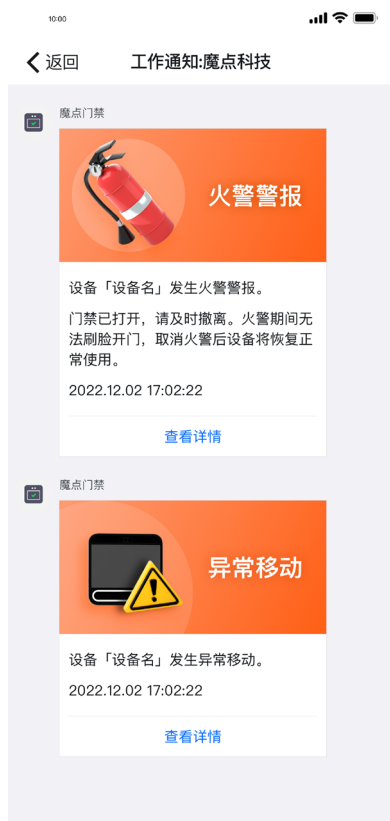 10:00
返回
工作通知:魔点科技
魔点门禁
火警警报
设备「设备名」发生火警警报。
门禁已打开，请及时撤离。火警期间无
法刷脸开门，取消火警后设备将恢复正
常使用。
2022.12.02 17:02:22
查看详情
魔点门禁
异常移动
设备「设备名」发生异常移动。
2022.12.02 17:02:22
查看详情